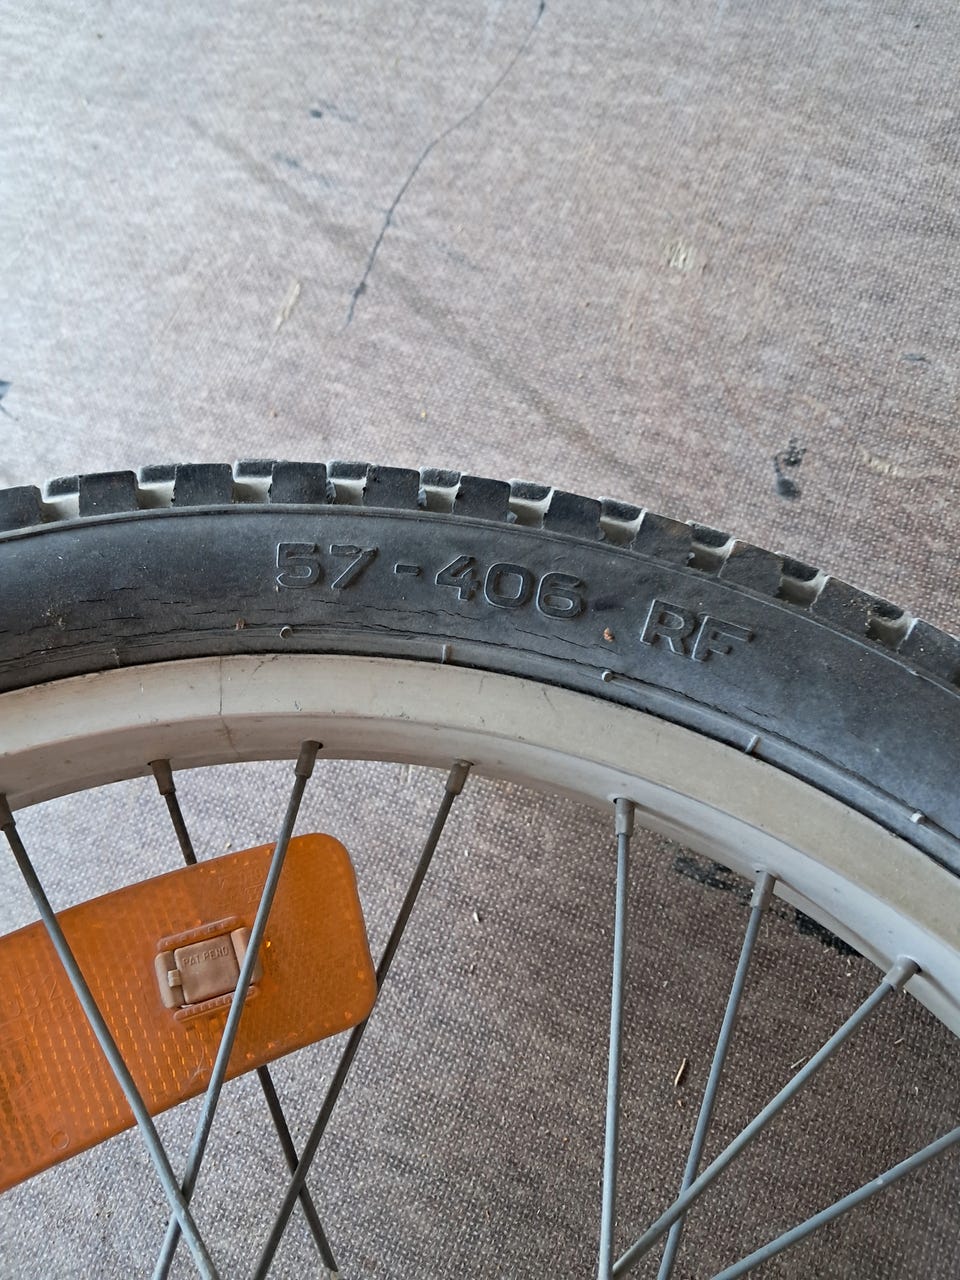 57-406 RF
PAT PEND